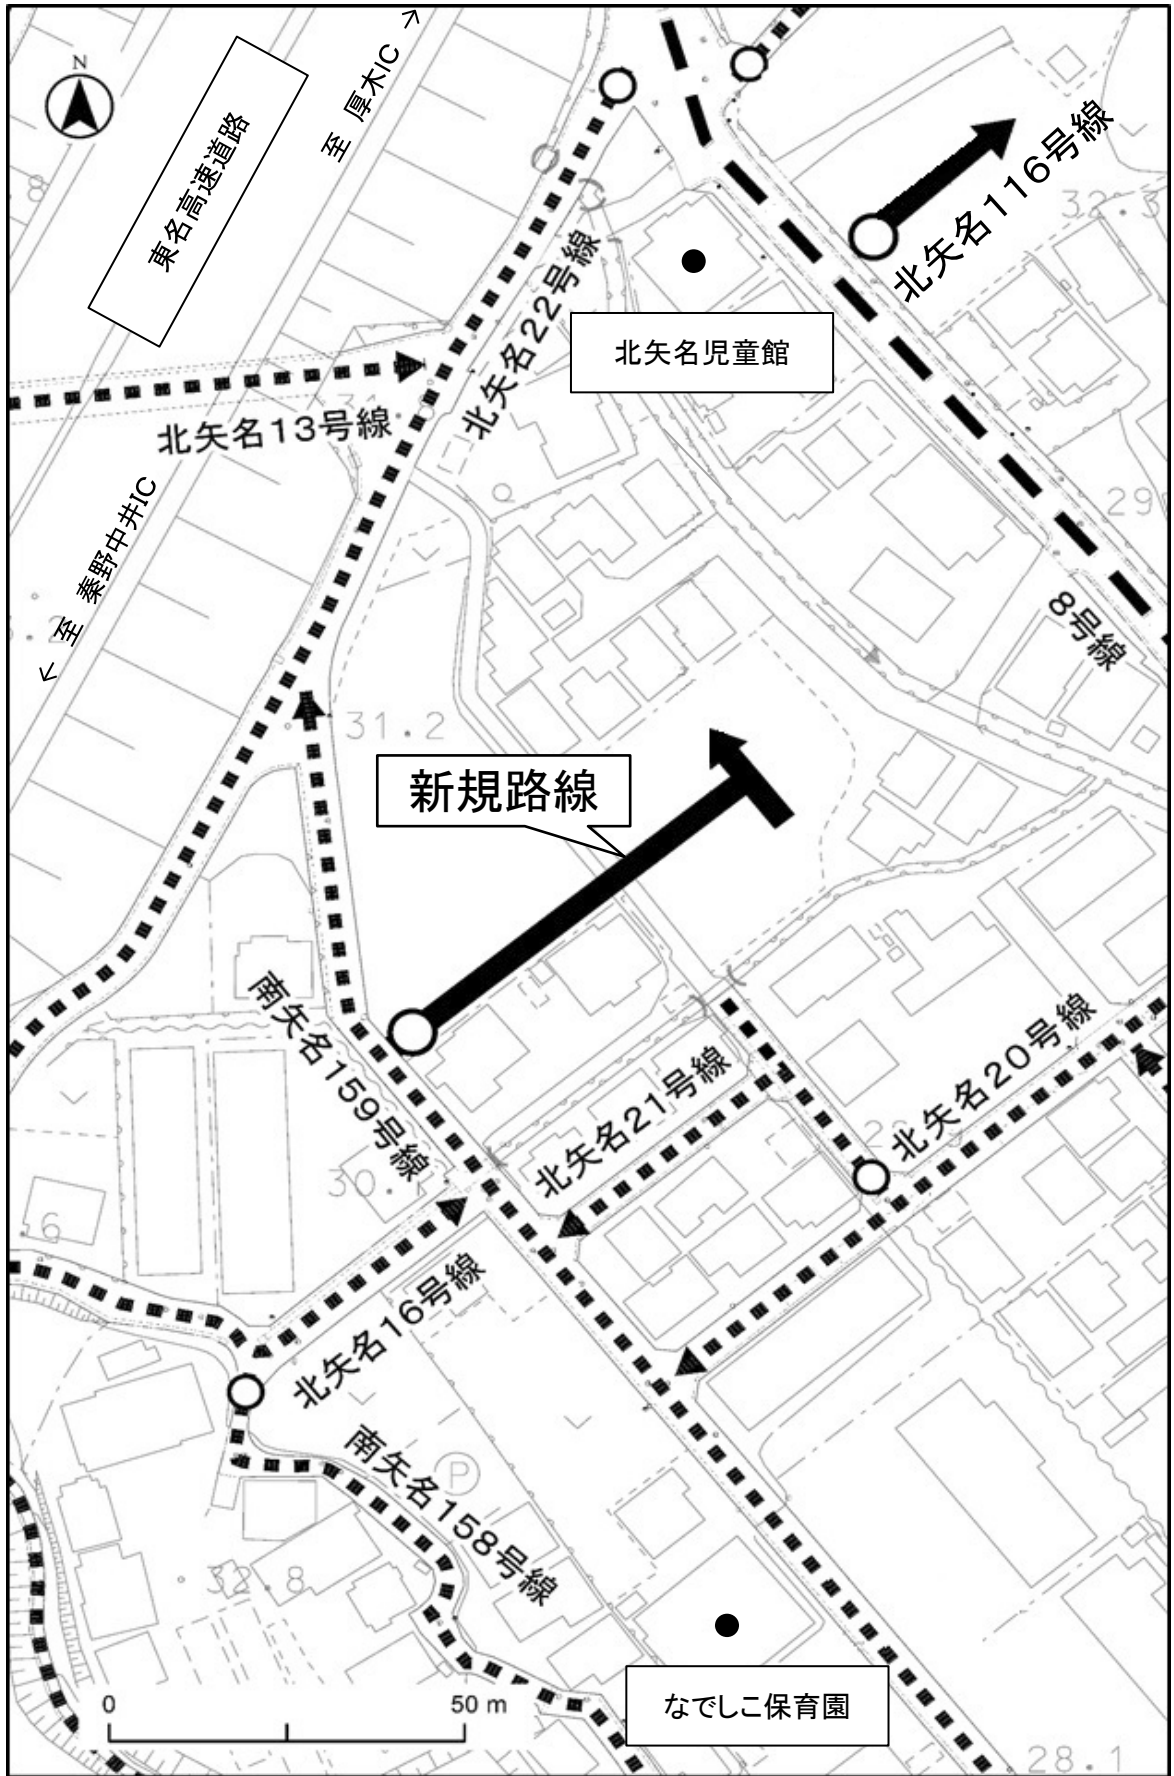 N
至 厚木IC →
東名高速道路
北矢名116号線
北矢名22号線
北矢名児童館
北矢名13号線
← 至 秦野中井IC
8号線
31.2
新規路線
南矢名159号線
北矢名21号線
北矢名20号線
北矢名16号線
南矢名158号線
P
32.8
なでしこ保育園
0 50 m
28.1